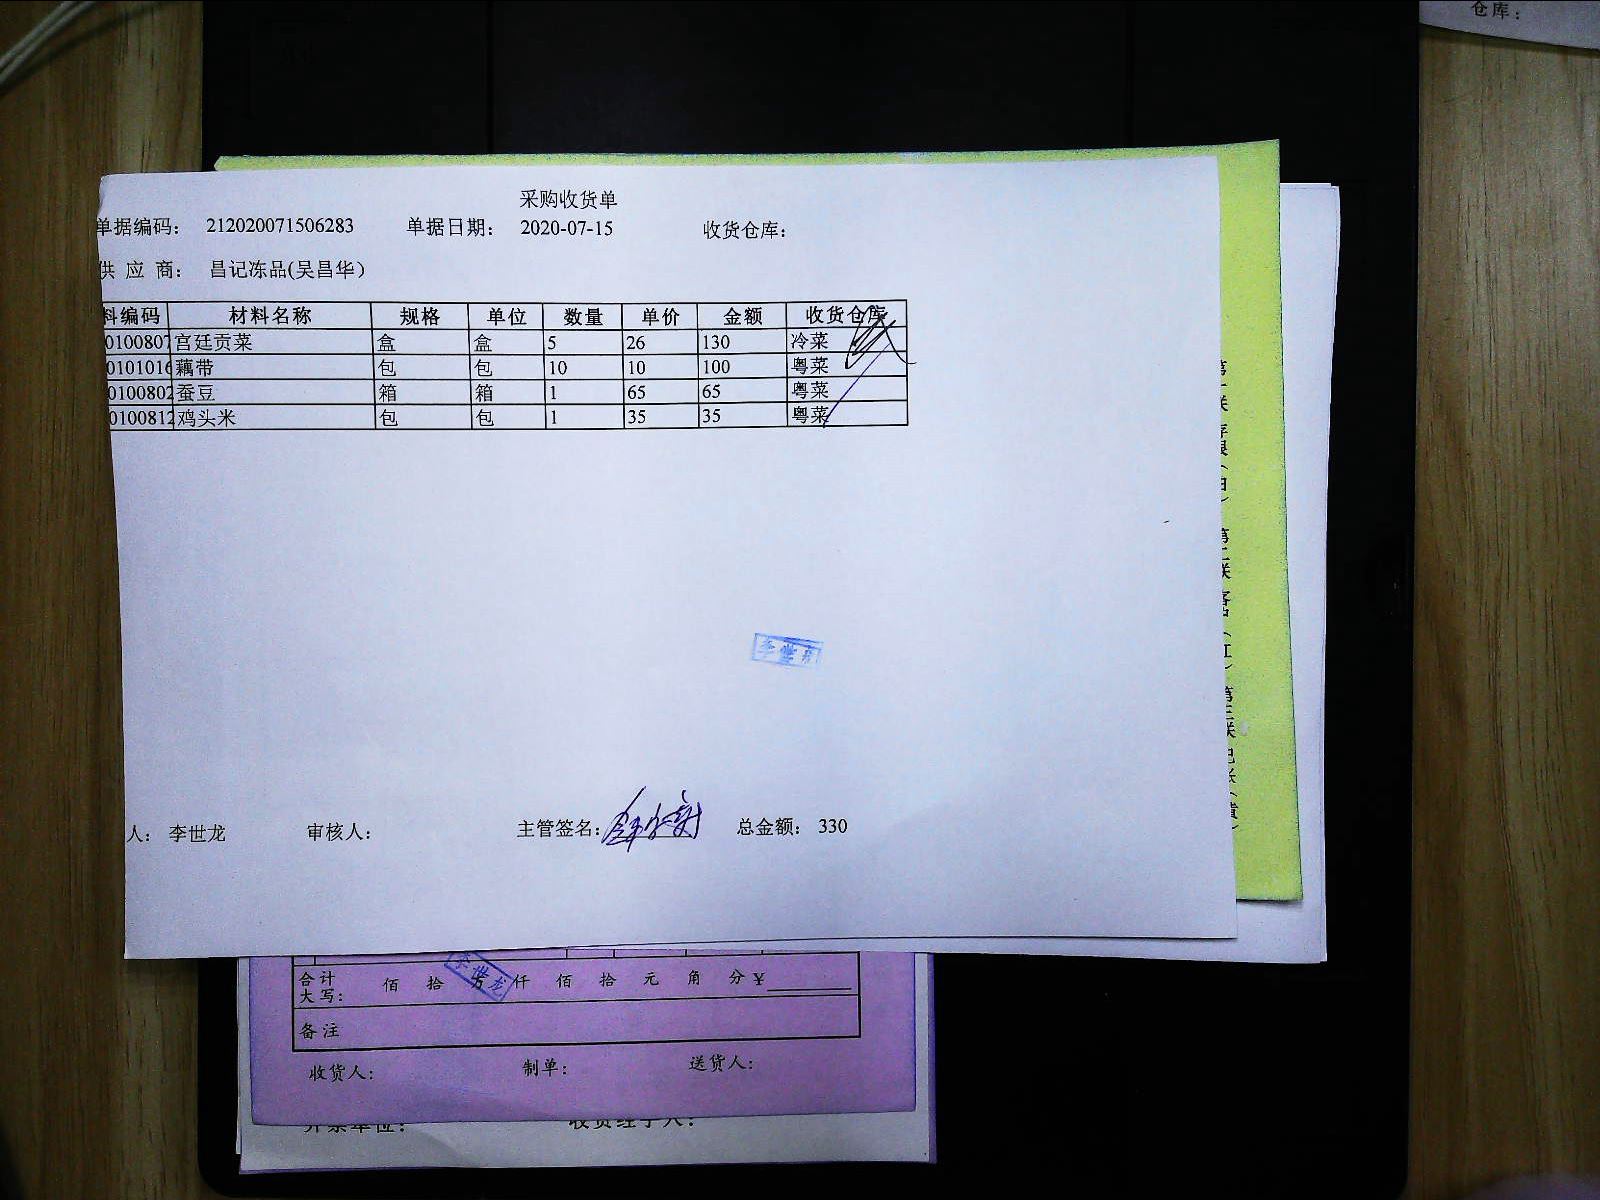 仓库：
采购收货单
单据编码： 212020071506283 单据日期： 2020-07-15 收货仓库：
供 应 商： 昌记冻品(吴昌华)
料编码 材料名称 规格 单位 数量 单价 金额 收货仓库
0100807 宫廷贡菜 盒 盒 5 26 130 冷菜
0101016 藕带 包 包 10 10 100 粤菜
0100802 蚕豆 箱 箱 1 65 65 粤菜
0100812 鸡头米 包 包 1 35 35 粤菜
李世
人： 李世龙 审核人： 主管签名： 总金额： 330
合计
大写： 佰 拾 仟 佰 拾 元 角 分 ¥
李世龙
备注
收货人： 制单： 送货人：